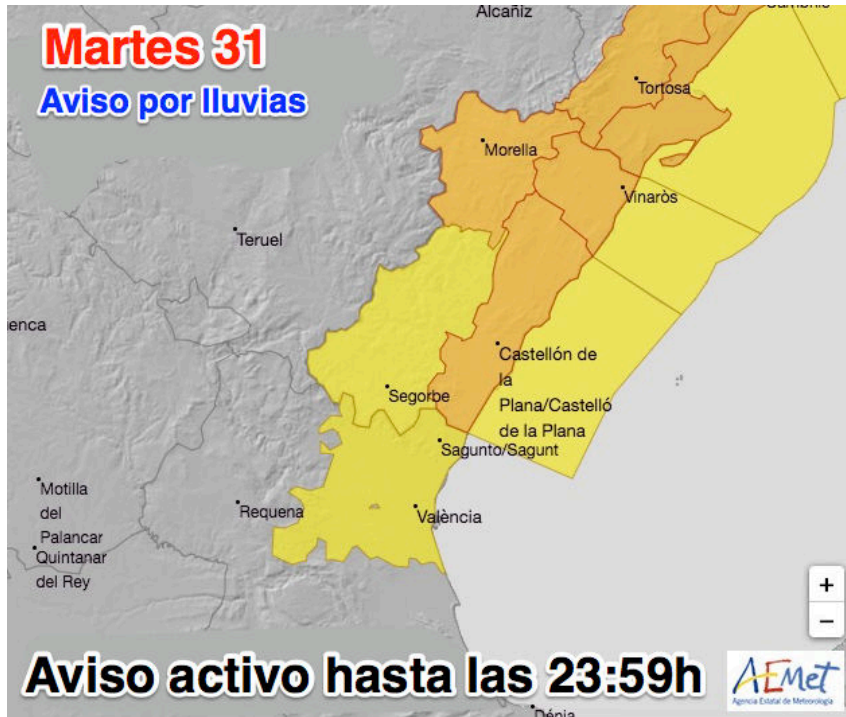 Alcañiz
Martes 31
Aviso por lluvias
Tortosa
Morella
Vinaròs
Teruel
enca
Castellón de
la
Plana/Castelló
de la Plana
Segorbe
Sagunto/Sagunt
Motilla
del
Palancar
Requena
València
Quintanar
del Rey
+
−
Aviso activo hasta las 23:59h
AEMet
Agencia Estatal de Meteorología
Dénia